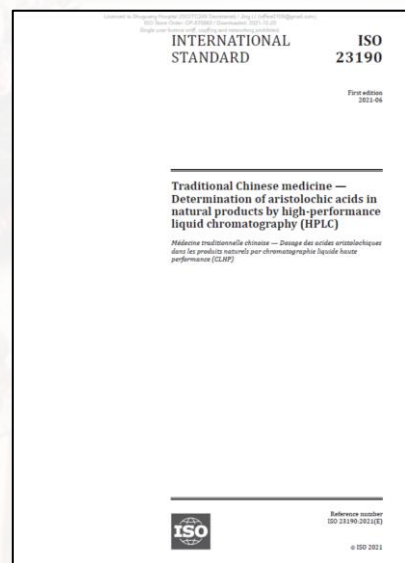 INTERNATIONAL STANDARD
ISO 23190
First edition
2021-06
Traditional Chinese medicine —
Determination of aristolochic acids in
natural products by high-performance
liquid chromatography (HPLC)
Médecine traditionnelle chinoise — Dosage des acides aristolochiques
dans les produits naturels par chromatographie liquide haute
performance (CLHP)
ISO
Reference number
ISO 23190:2021(E)
© ISO 2021